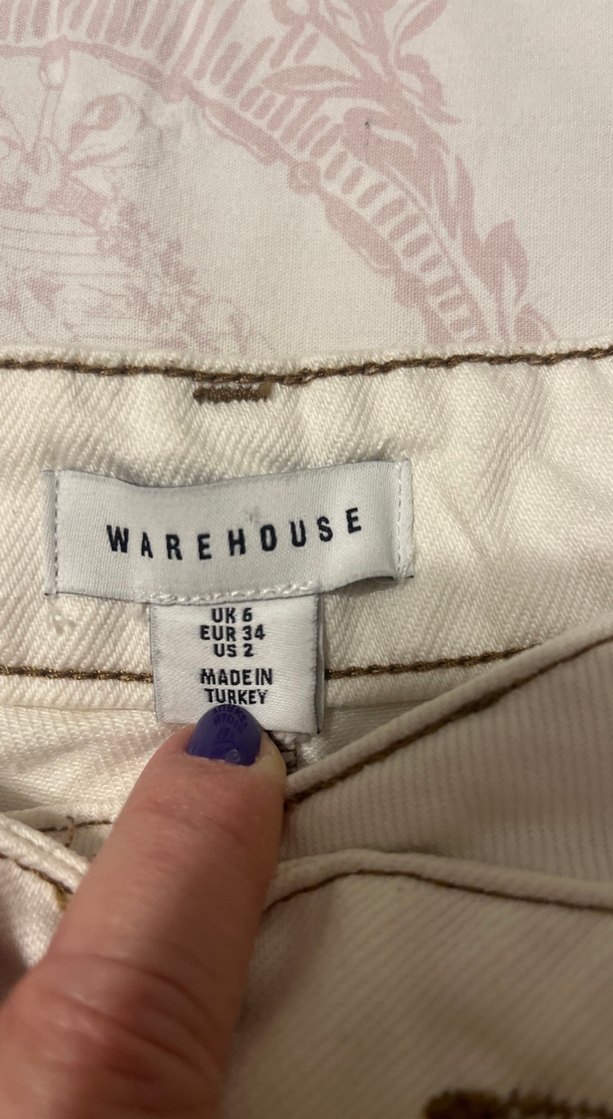 WAREHOUSE
UK 6
EUR 34
US 2
MADE IN
TURKEY